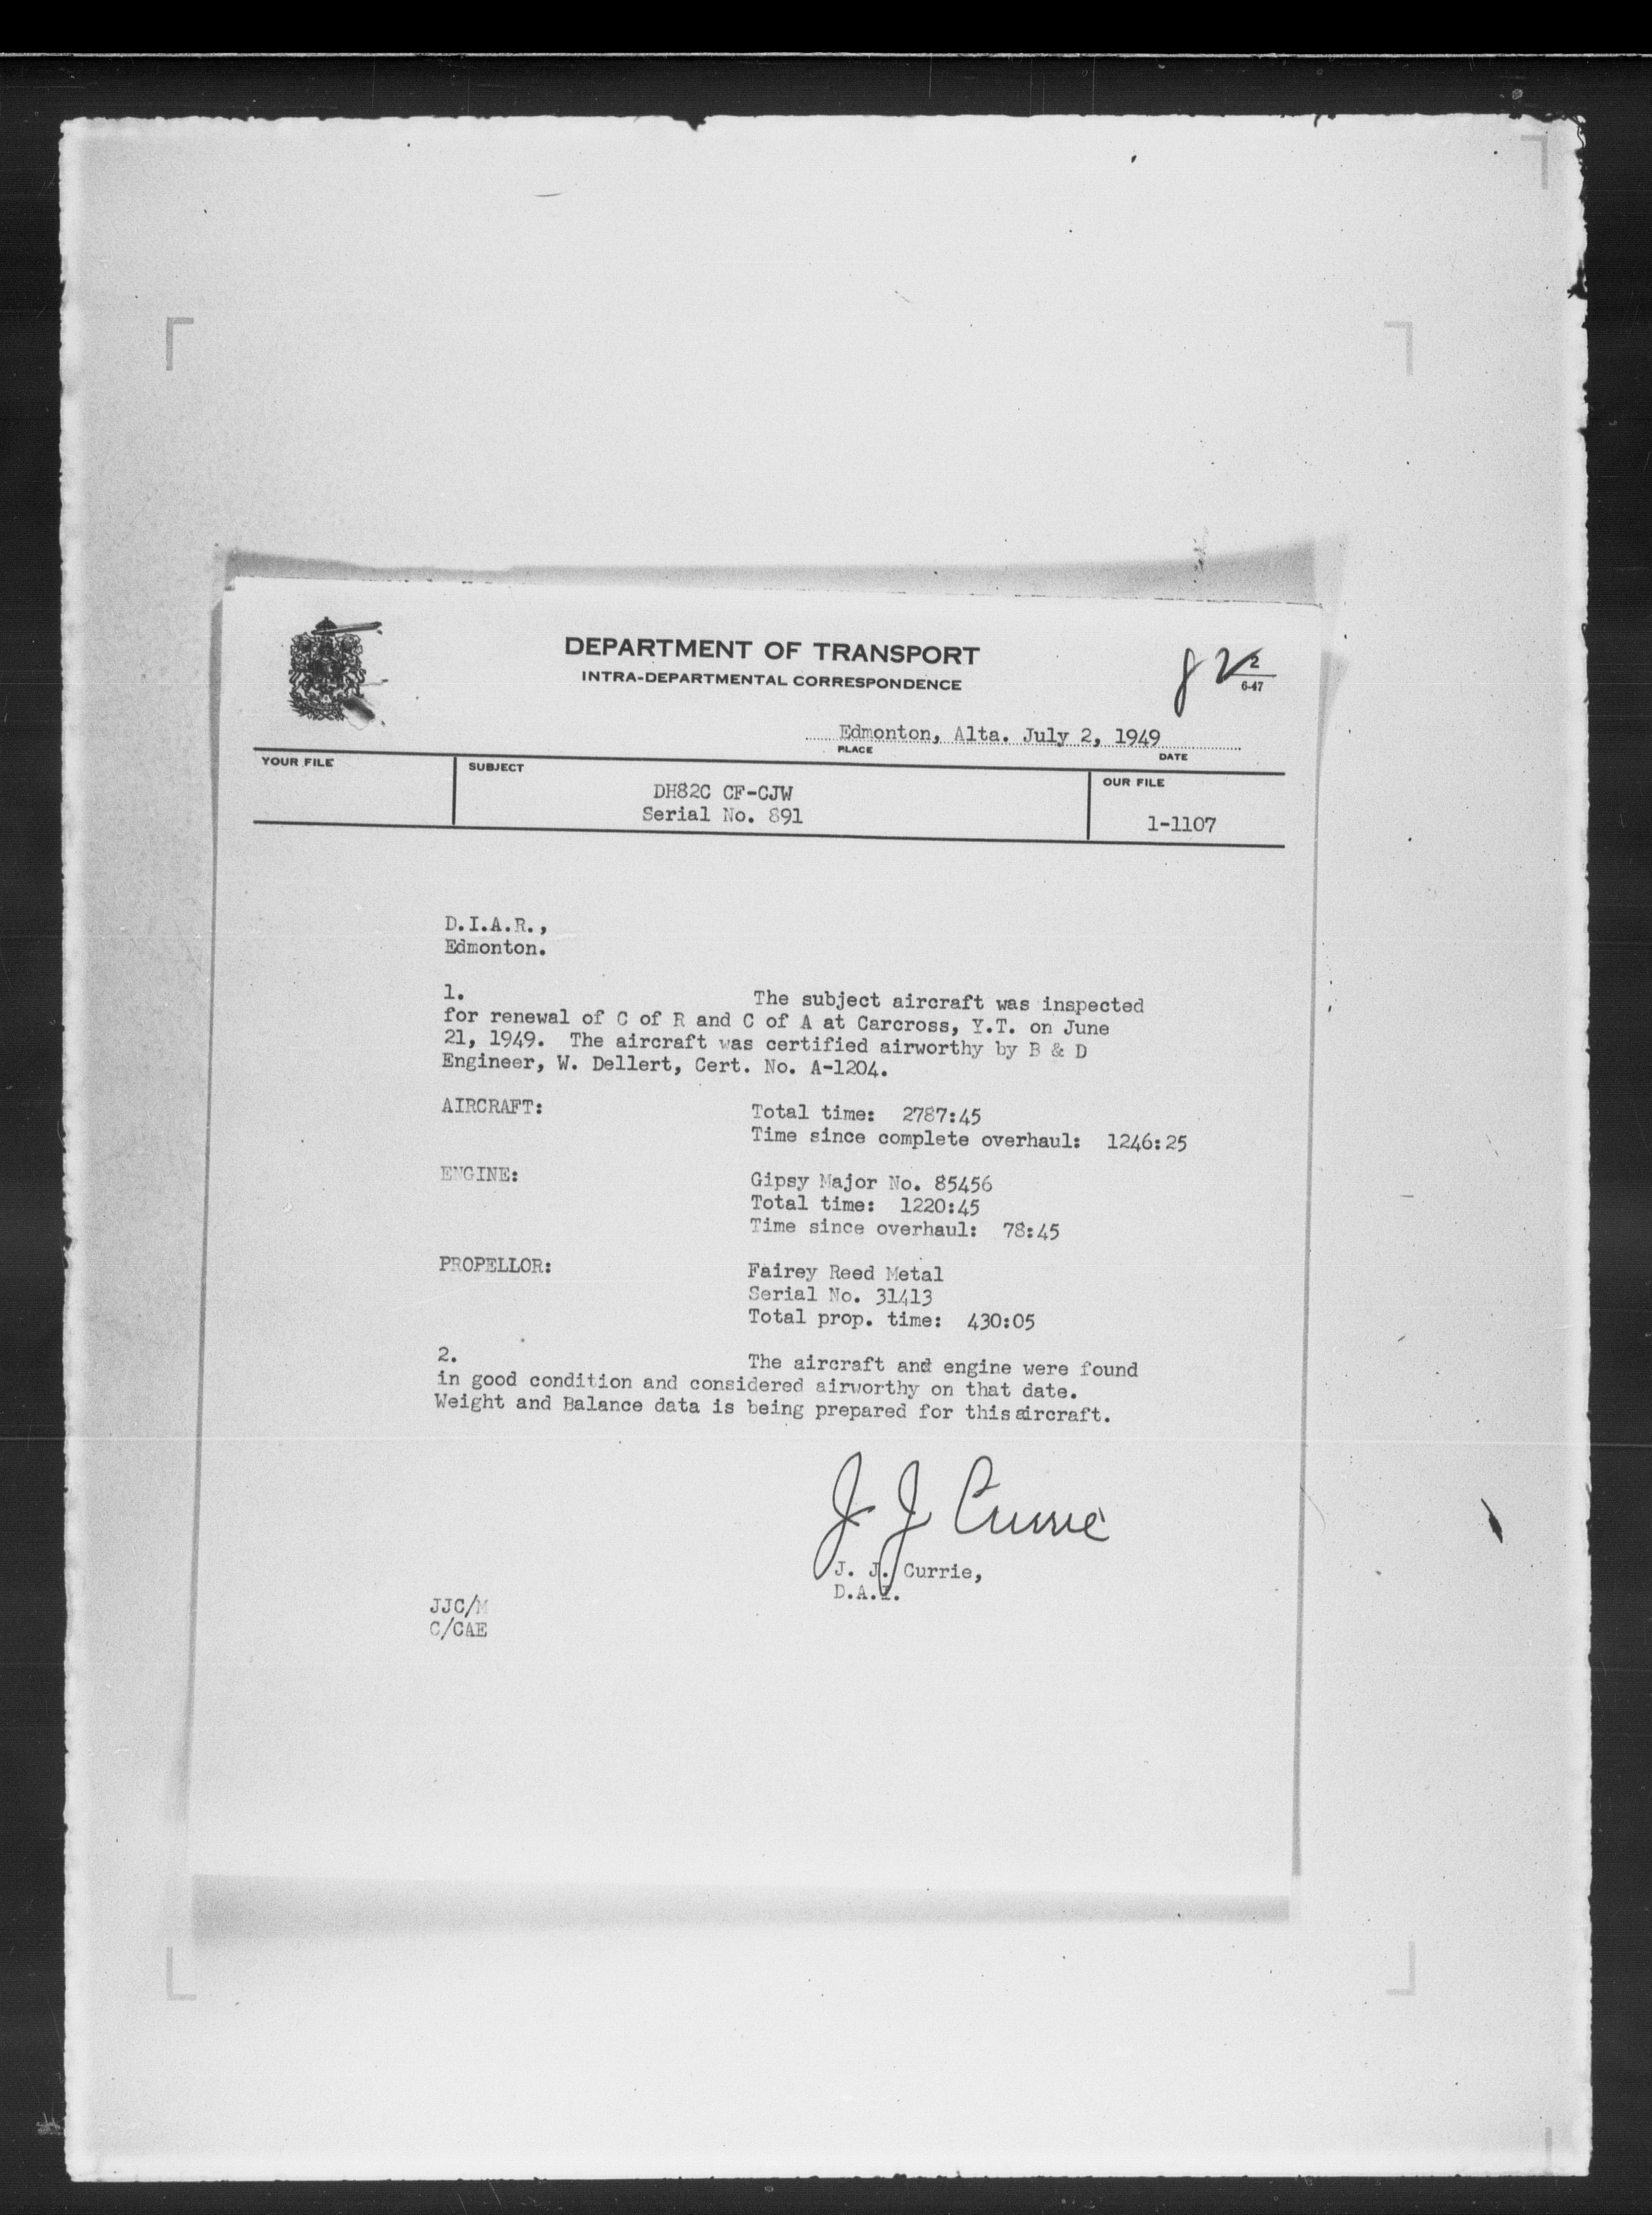 DEPARTMENT OF TRANSPORT
INTRA-DEPARTMENTAL CORRESPONDENCE
2
6-47
Edmonton, Alta. July 2, 1949
PLACE
DATE
YOUR FILE
SUBJECT
DH82C CF-CJW
Serial No. 891
OUR FILE
1-1107
D.I.A.R.,
Edmonton.
1. The subject aircraft was inspected
for renewal of C of R and C of A at Carcross, Y.T. on June
21, 1949. The aircraft was certified airworthy by B & D
Engineer, W. Dellert, Cert. No. A-1204.
AIRCRAFT: Total time: 2787:45
Time since complete overhaul: 1246:25
ENGINE: Gipsy Major No. 85456
Total time: 1220:45
Time since overhaul: 78:45
PROPELLOR: Fairey Reed Metal
Serial No. 31413
Total prop. time: 430:05
2. The aircraft and engine were found
in good condition and considered airworthy on that date.
Weight and Balance data is being prepared for this aircraft.
J J Currie
J. J. Currie,
D.A.I.
JJC/M
C/CAE